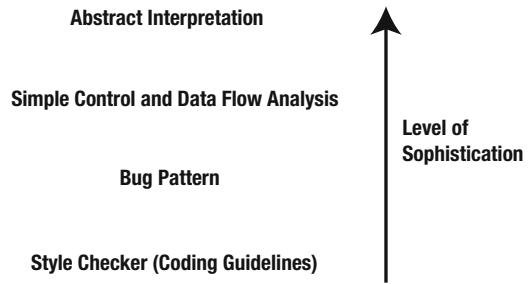 Abstract Interpretation
Simple Control and Data Flow Analysis
Level of
Sophistication
Bug Pattern
Style Checker (Coding Guidelines)